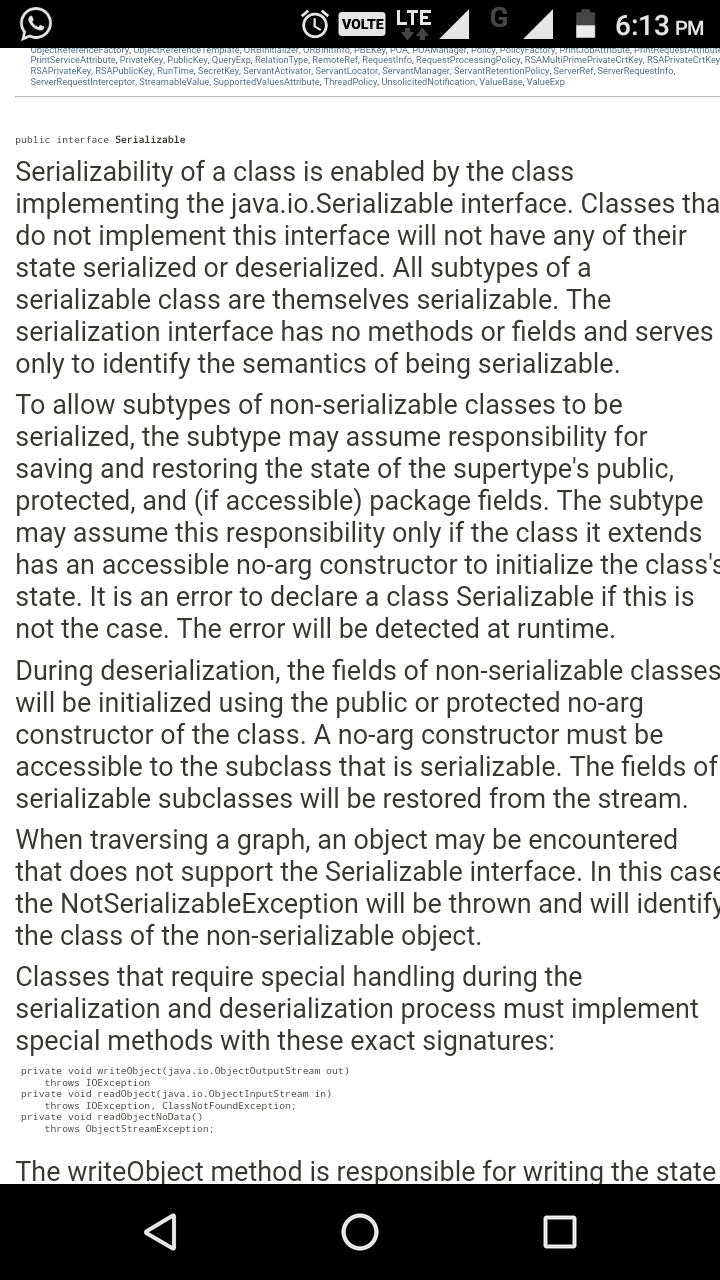 VOLTE LTE G 6:13 PM
ObjectReferenceFactory, ObjectReferenceTemplate, ORBInitializer, ORBInitInfo, PBEKey, POA, POAManager, Policy, PolicyFactory, PrintJobAttribute, PrintRequestAttribute
PrintServiceAttribute, PrivateKey, PublicKey, QueryExp, RelationType, RemoteRef, RequestInfo, RequestProcessingPolicy, RSAMultiPrimePrivateCrtKey, RSAPrivateCrtKey
RSAPrivateKey, RSAPublicKey, RunTime, SecretKey, ServantActivator, ServantLocator, ServantManager, ServantRetentionPolicy, ServerRef, ServerRequestInfo,
ServerRequestInterceptor, StreamableValue, SupportedValuesAttribute, ThreadPolicy, UnsolicitedNotification, ValueBase, ValueExp
public interface Serializable
Serializability of a class is enabled by the class
implementing the java.io.Serializable interface. Classes tha
do not implement this interface will not have any of their
state serialized or deserialized. All subtypes of a
serializable class are themselves serializable. The
serialization interface has no methods or fields and serves
only to identify the semantics of being serializable.
To allow subtypes of non-serializable classes to be
serialized, the subtype may assume responsibility for
saving and restoring the state of the supertype's public,
protected, and (if accessible) package fields. The subtype
may assume this responsibility only if the class it extends
has an accessible no-arg constructor to initialize the class's
state. It is an error to declare a class Serializable if this is
not the case. The error will be detected at runtime.
During deserialization, the fields of non-serializable classes
will be initialized using the public or protected no-arg
constructor of the class. A no-arg constructor must be
accessible to the subclass that is serializable. The fields of
serializable subclasses will be restored from the stream.
When traversing a graph, an object may be encountered
that does not support the Serializable interface. In this case
the NotSerializableException will be thrown and will identify
the class of the non-serializable object.
Classes that require special handling during the
serialization and deserialization process must implement
special methods with these exact signatures:
private void writeObject(java.io.ObjectOutputStream out)
throws IOException
private void readObject(java.io.ObjectInputStream in)
throws IOException, ClassNotFoundException;
private void readObjectNoData()
throws ObjectStreamException;
The writeObject method is responsible for writing the state